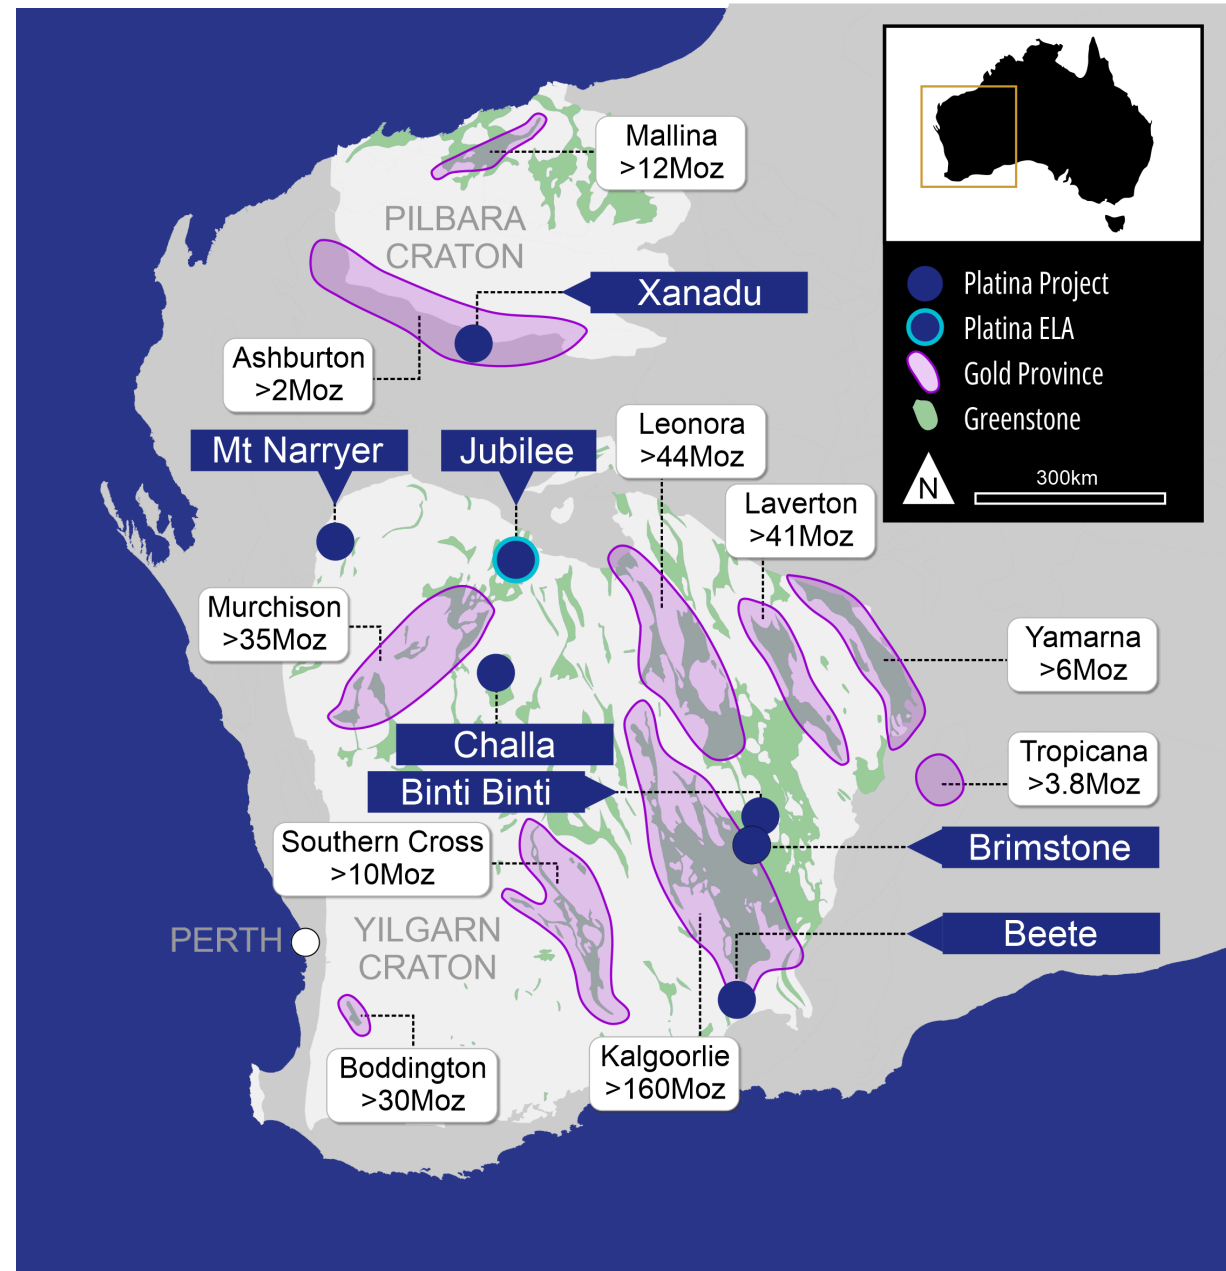 Mallina
>12Moz
PILBARA
CRATON
Xanadu
Ashburton
>2Moz
Platina Project
Platina ELA
Gold Province
Greenstone
N
300km
Mt Narryer
Jubilee
Leonora
>44Moz
Laverton
>41Moz
Murchison
>35Moz
Yamarna
>6Moz
Challa
Tropicana
>3.8Moz
Binti Binti
Southern Cross
>10Moz
Brimstone
PERTH
YILGARN
CRATON
Beete
Boddington
>30Moz
Kalgoorlie
>160Moz